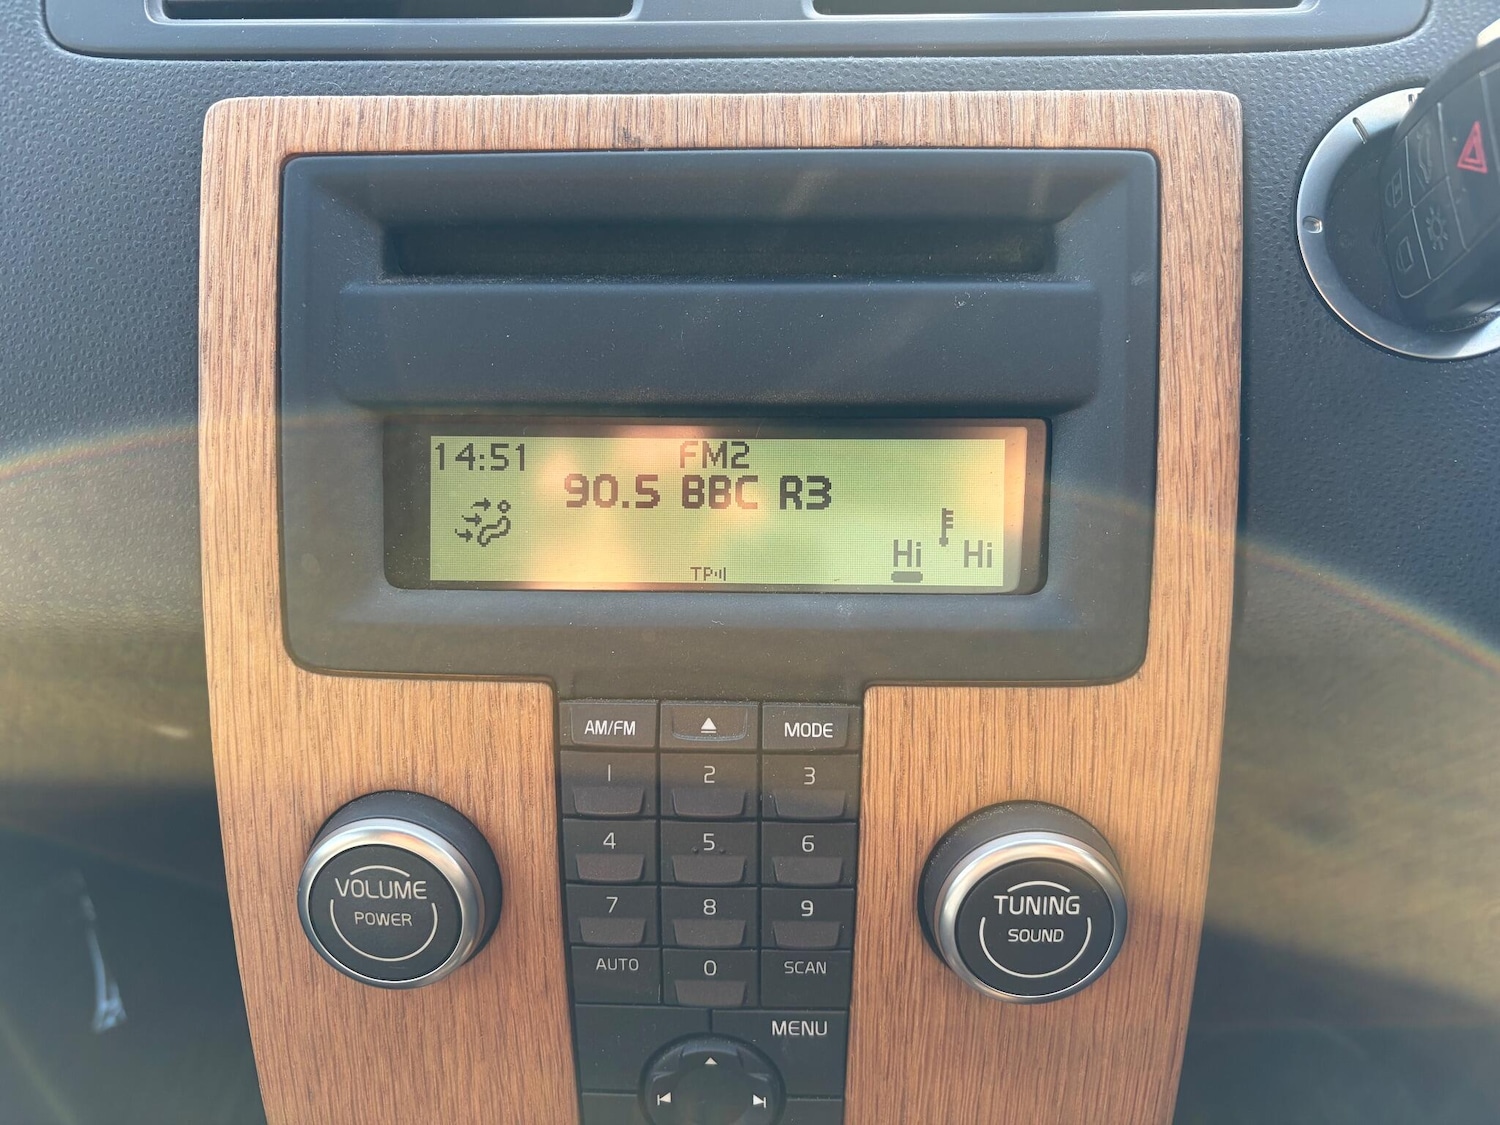 14:51 FM2
90.5 BBC R3
Hi Hi
TP
AM/FM MODE
1 2 3
4 5 6
7 8 9
AUTO 0 SCAN
MENU
VOLUME
POWER
TUNING
SOUND